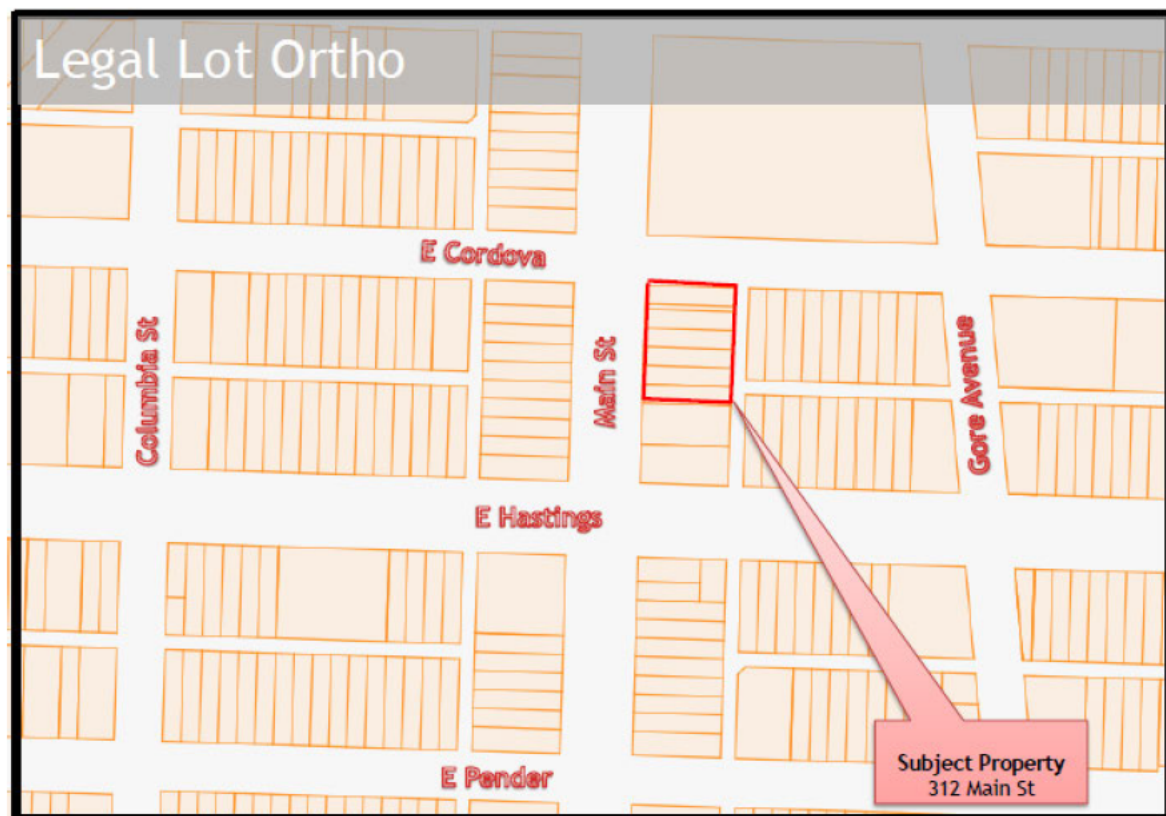 Legal Lot Ortho
E Cordova
Columbia St
Main St
Gore Avenue
E Hastings
E Pender
Subject Property
312 Main St